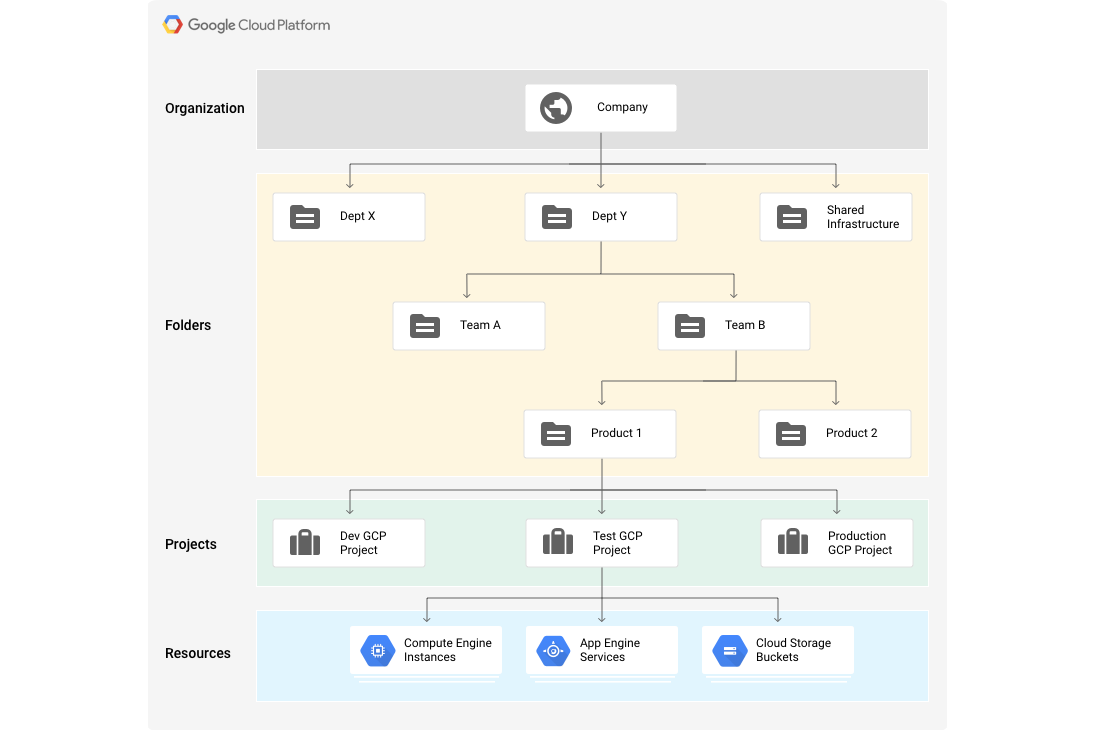 Google Cloud Platform
Organization
Company
Dept X
Dept Y
Shared
Infrastructure
Folders
Team A
Team B
Product 1
Product 2
Projects
Dev GCP
Project
Test GCP
Project
Production
GCP Project
Resources
Compute Engine
Instances
App Engine
Services
Cloud Storage
Buckets